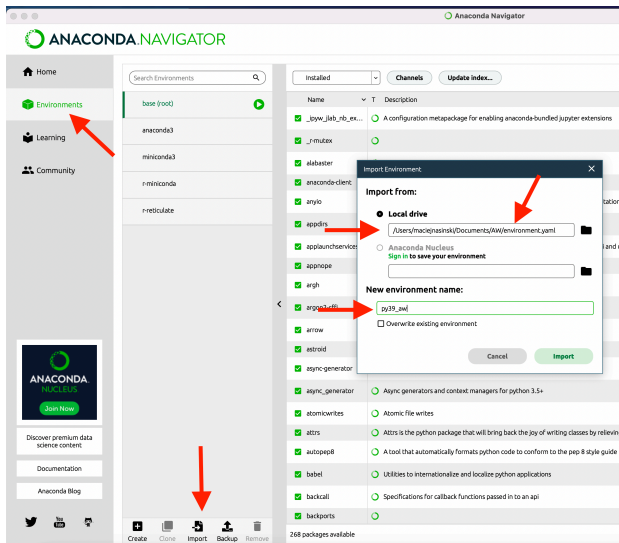 Anaconda Navigator
ANACONDA.NAVIGATOR
Home
Environments
Learning
Community
ANACONDA.
NUCLEUS
Join Now
Discover premium data
science content
Documentation
Anaconda Blog
You
Tube
Search Environments
base (root)
anaconda3
miniconda3
r-miniconda
r-reticulate
Create
Clone
Import
Backup
Remove
Installed
Channels
Update index...
Name
T
Description
_ipyw_jlab_nb_ex...
A configuration metapackage for enabling anaconda-bundled jupyter extensions
_r-mutex
alabaster
anaconda-client
anyio
appdirs
applaunchservices
appnope
argh
arrow
astroid
async-generator
async_generator
Async generators and context managers for python 3.5+
atomicwrites
Atomic file writes
attrs
Attrs is the python package that will bring back the joy of writing classes by relievin
autopep8
A tool that automatically formats python code to conform to the pep 8 style guide
babel
Utilities to internationalize and localize python applications
backcall
Specifications for callback functions passed in to an api
backports
268 packages available
Import Environment
Import from:
Local drive
/Users/maciejnasinski/Documents/AW/environment.yaml
Anaconda Nucleus
Sign in to save your environment
New environment name:
py39_aw
Overwrite existing environment
Cancel
Import